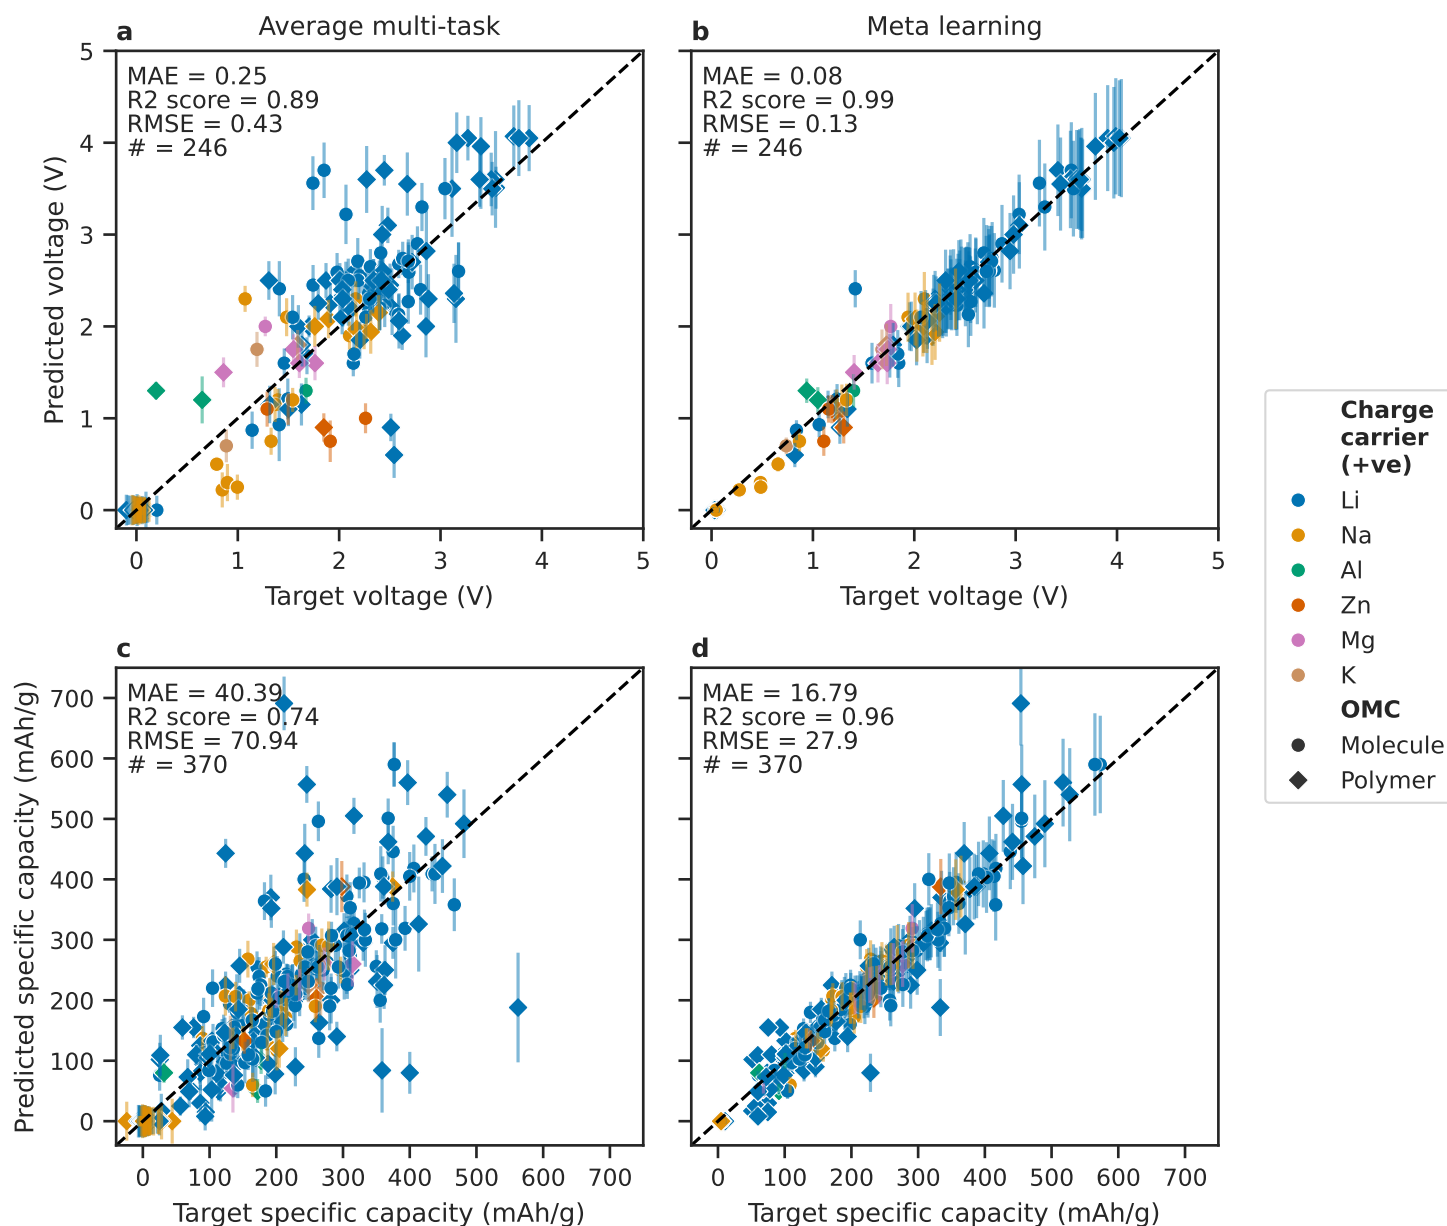 a Average multi-task
MAE = 0.25
R2 score = 0.89
RMSE = 0.43
# = 246
Predicted voltage (V)
5
4
3
2
1
0
0 1 2 3 4 5
Target voltage (V)
b Meta learning
MAE = 0.08
R2 score = 0.99
RMSE = 0.13
# = 246
0 1 2 3 4 5
Target voltage (V)
c
MAE = 40.39
R2 score = 0.74
RMSE = 70.94
# = 370
Predicted specific capacity (mAh/g)
700
600
500
400
300
200
100
0
0 100 200 300 400 500 600 700
Target specific capacity (mAh/g)
d
MAE = 16.79
R2 score = 0.96
RMSE = 27.9
# = 370
0 100 200 300 400 500 600 700
Target specific capacity (mAh/g)
Charge
carrier
(+ve)
Li
Na
Al
Zn
Mg
K
OMC
Molecule
Polymer